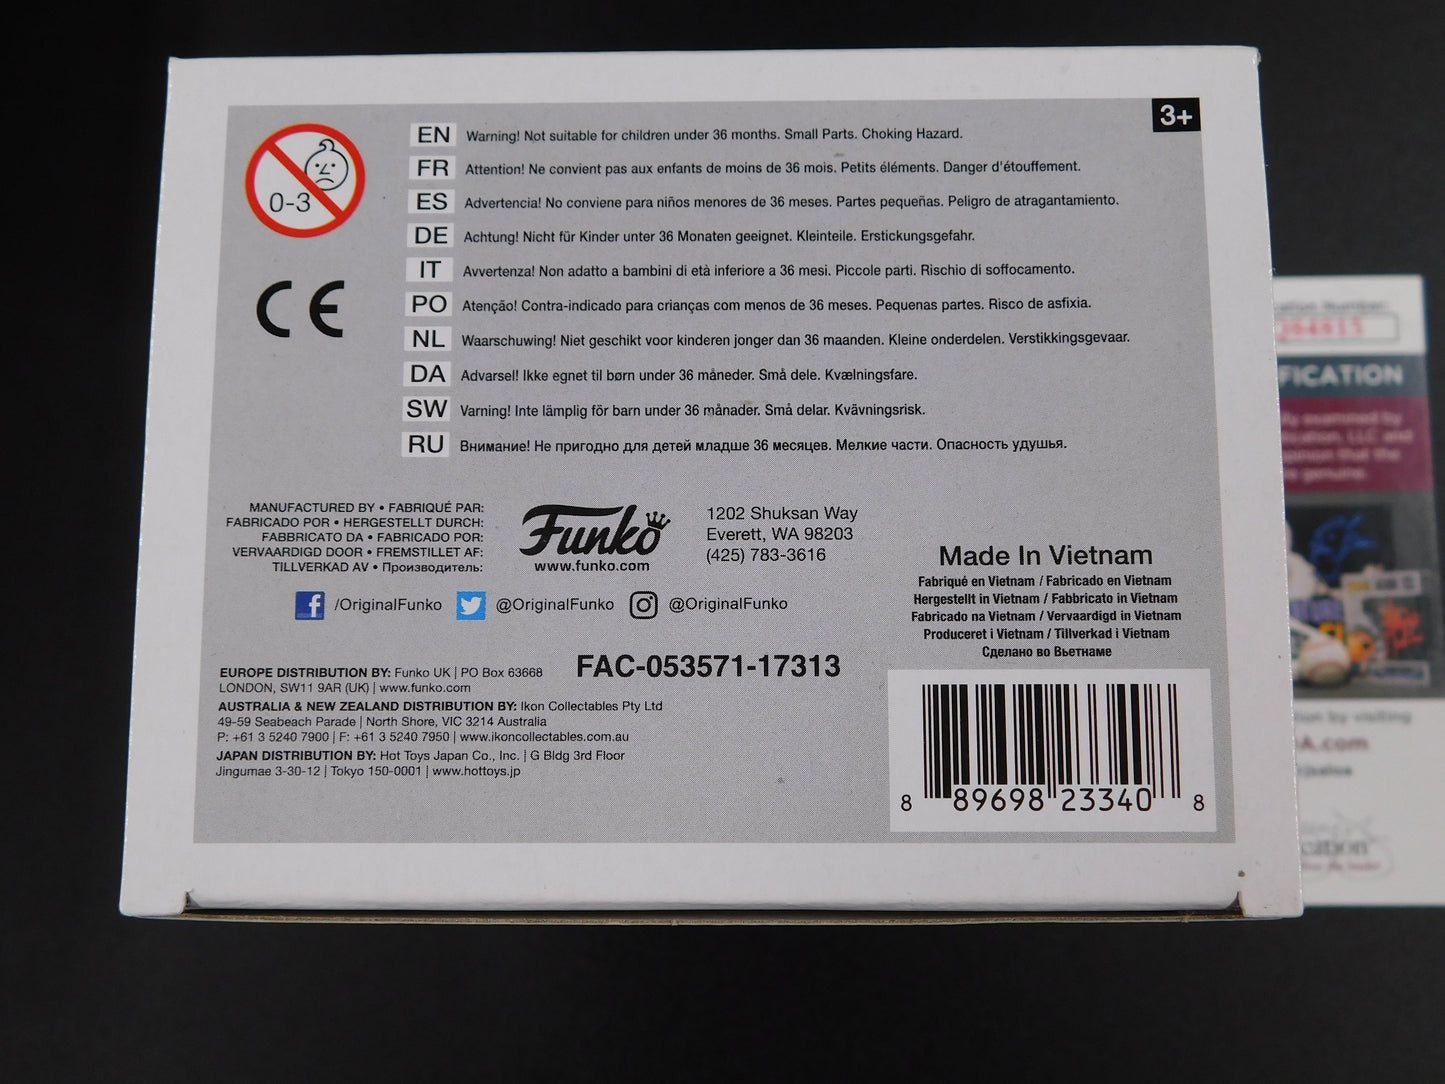 3+
0-3
EN Warning! Not suitable for children under 36 months. Small Parts. Choking Hazard.
FR Attention! Ne convient pas aux enfants de moins de 36 mois. Petits éléments. Danger d'étouffement.
ES Advertencia! No conviene para niños menores de 36 meses. Partes pequeñas. Peligro de atragantamiento.
DE Achtung! Nicht für Kinder unter 36 Monaten geeignet. Kleinteile. Erstickungsgefahr.
IT Avvertenza! Non adatto a bambini di età inferiore a 36 mesi. Piccole parti. Rischio di soffocamento.
PO Atenção! Contra-indicado para crianças com menos de 36 meses. Pequenas partes. Risco de asfixia.
NL Waarschuwing! Niet geschikt voor kinderen jonger dan 36 maanden. Kleine onderdelen. Verstikkingsgevaar.
DA Advarsel! Ikke egnet til børn under 36 måneder. Små dele. Kvælningsfare.
SW Varning! Inte lämplig för barn under 36 månader. Små delar. Kvävningsrisk.
RU Внимание! Не пригодно для детей младше 36 месяцев. Мелкие части. Опасность удушья.
CE
MANUFACTURED BY • FABRIQUÉ PAR:
FABRICADO POR • HERGESTELLT DURCH:
FABBRICATO DA • FABRICADO POR:
VERVAARDIGD DOOR • FREMSTILLET AF:
TILLVERKAD AV • Производитель:
Funko
www.funko.com
1202 Shuksan Way
Everett, WA 98203
(425) 783-3616
/OriginalFunko @OriginalFunko @OriginalFunko
Made In Vietnam
Fabriqué en Vietnam / Fabricado en Vietnam
Hergestellt in Vietnam / Fabbricato in Vietnam
Fabricado na Vietnam / Vervaardigd in Vietnam
Produceret i Vietnam / Tillverkad i Vietnam
Сделано во Вьетнаме
FAC-053571-17313
EUROPE DISTRIBUTION BY: Funko UK | PO Box 63668
LONDON, SW11 9AR (UK) | www.funko.com
AUSTRALIA & NEW ZEALAND DISTRIBUTION BY: Ikon Collectables Pty Ltd
49-59 Seabeach Parade | North Shore, VIC 3214 Australia
P: +61 3 5240 7900 | F: +61 3 5240 7950 | www.ikoncollectables.com.au
JAPAN DISTRIBUTION BY: Hot Toys Japan Co., Inc. | G Bldg 3rd Floor
Jingumae 3-30-12 | Tokyo 150-0001 | www.hottoys.jp
8 89698 23340 8
Number:
FICATION
examined by
LLC and
that the
genuine.
by visiting
A.com